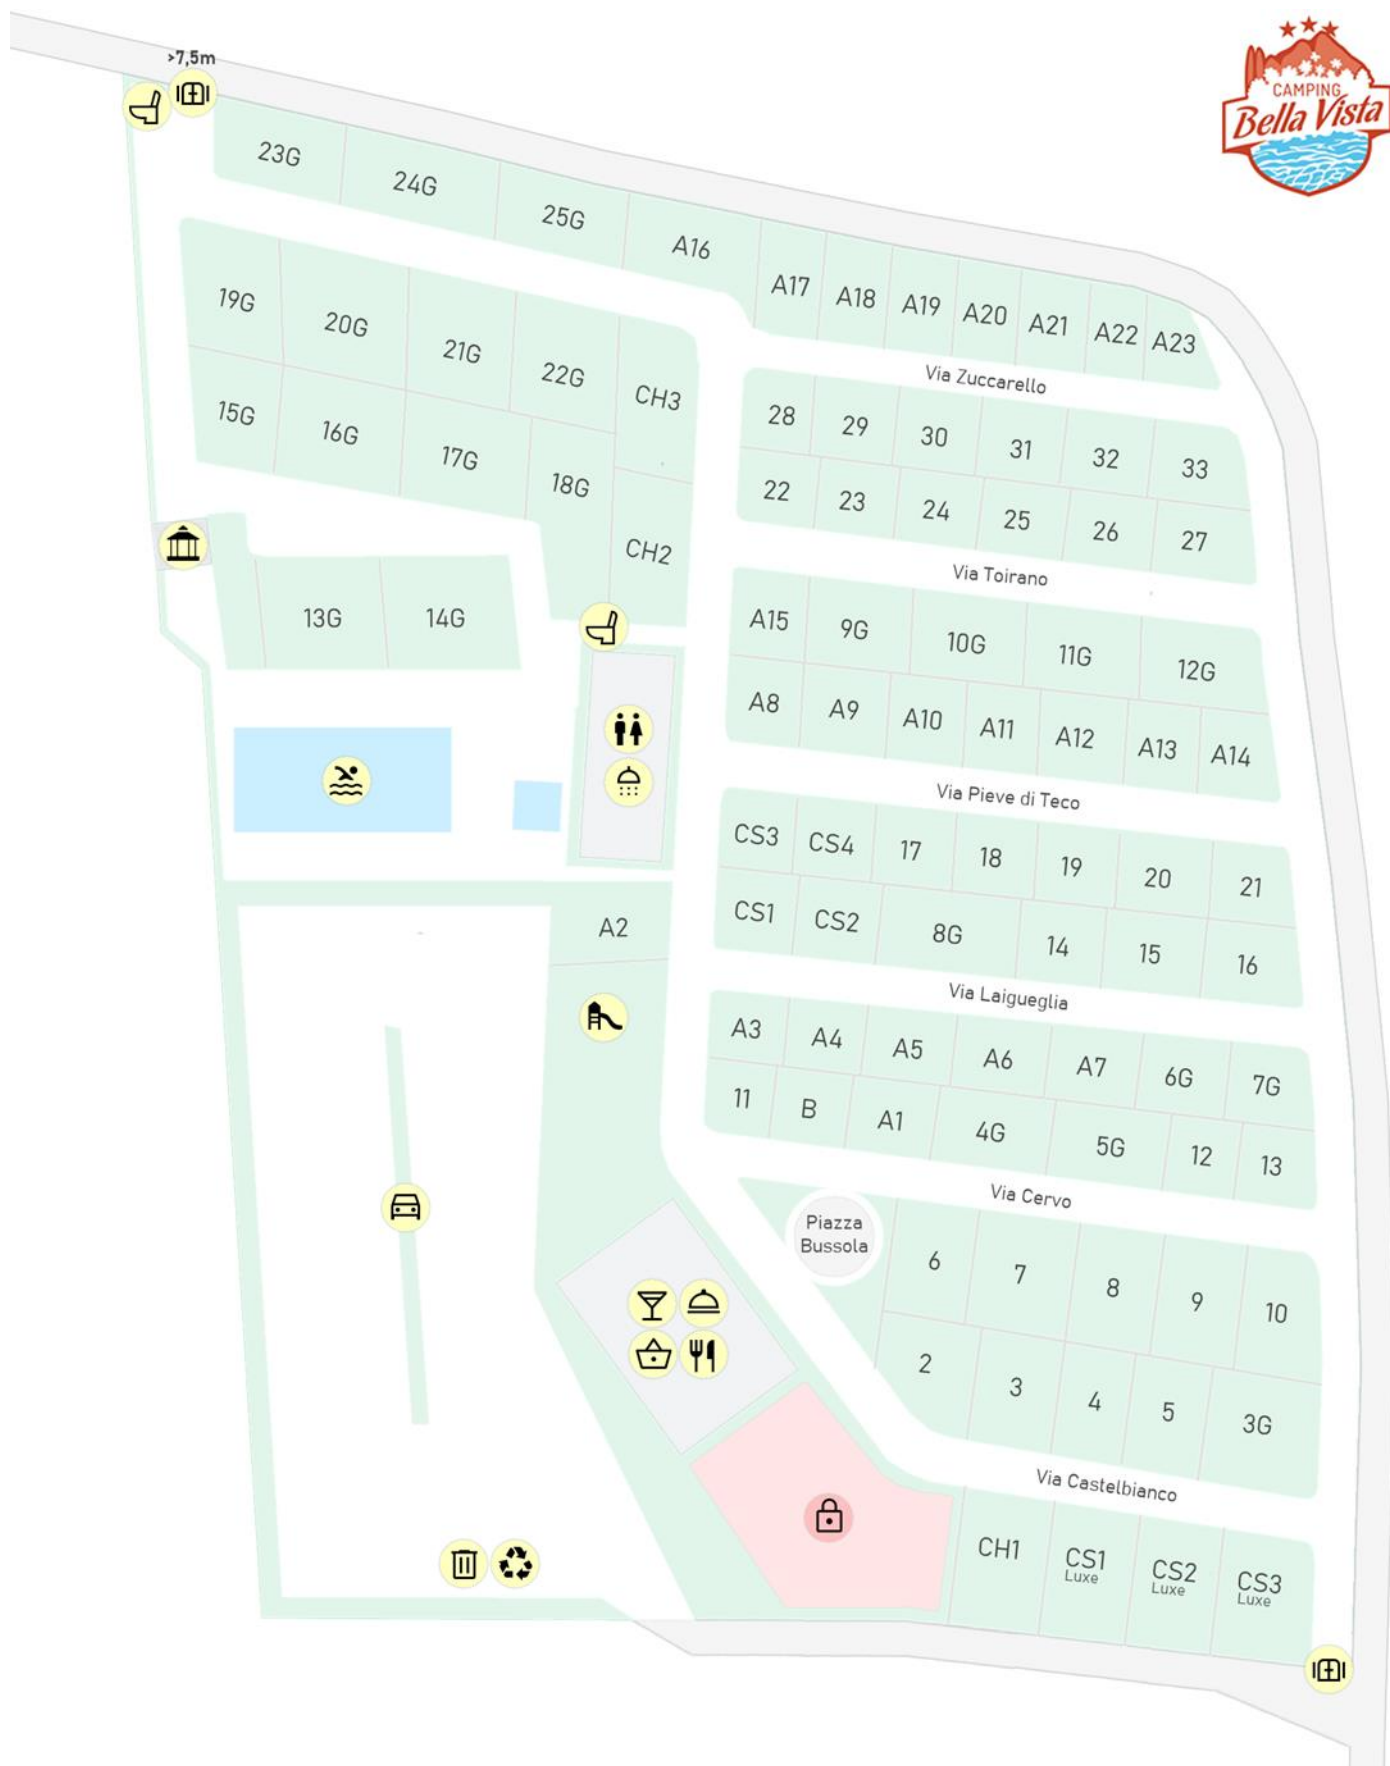 >7,5m
CAMPING
Bella Vista
23G
24G
25G
A16
A17
A18
A19
A20
A21
A22
A23
19G
20G
21G
22G
CH3
15G
16G
17G
18G
CH2
Via Zuccarello
28
29
30
31
32
33
22
23
24
25
26
27
Via Toirano
13G
14G
A15
9G
10G
11G
12G
A8
A9
A10
A11
A12
A13
A14
Via Pieve di Teco
CS3
CS4
17
18
19
20
21
CS1
CS2
8G
14
15
16
A2
Via Laigueglia
A3
A4
A5
A6
A7
6G
7G
11
B
A1
4G
5G
12
13
Via Cervo
Piazza
Bussola
6
7
8
9
10
2
3
4
5
3G
Via Castelbianco
CH1
CS1
Luxe
CS2
Luxe
CS3
Luxe